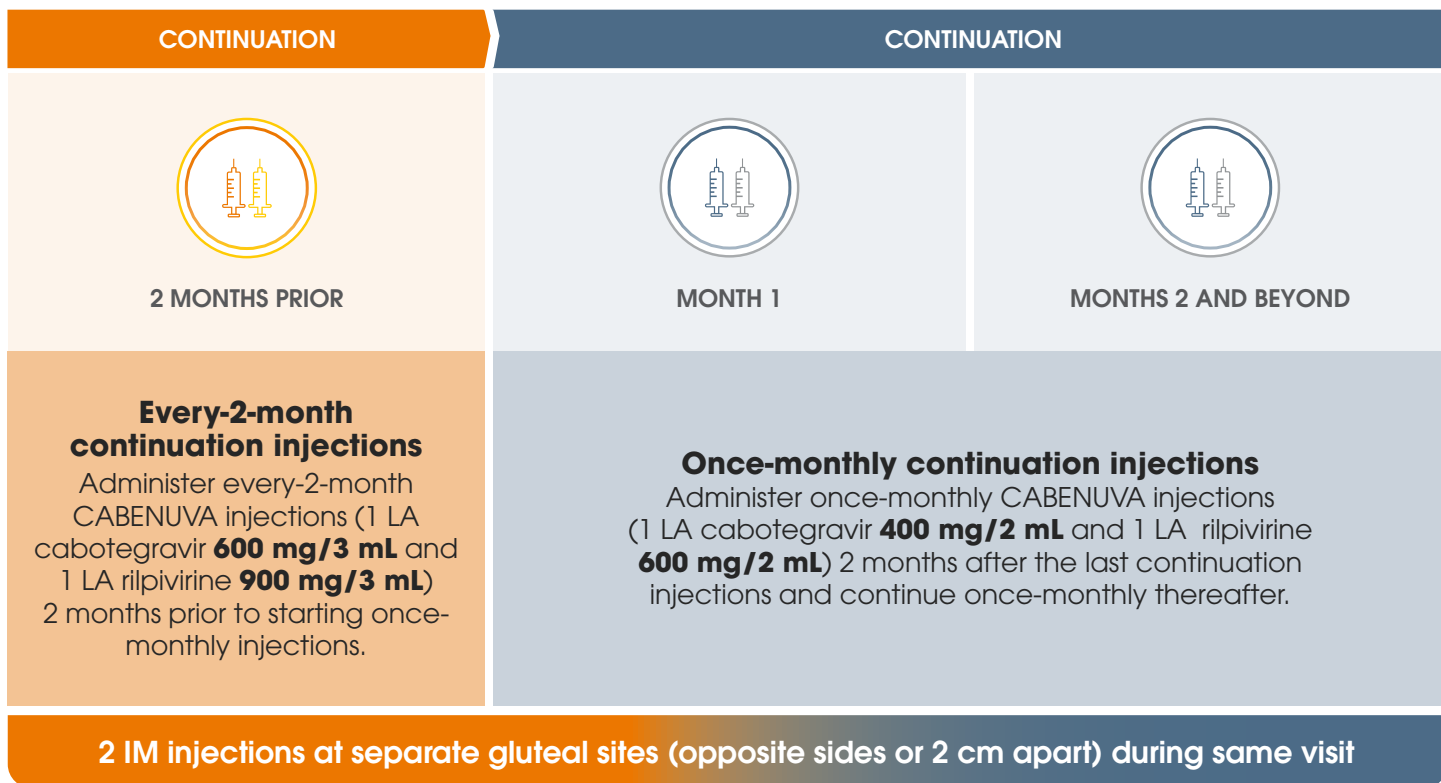 CONTINUATION
CONTINUATION
2 MONTHS PRIOR
MONTH 1
MONTHS 2 AND BEYOND
Every-2-month
continuation injections
Administer every-2-month
CABENUVA injections (1 LA
cabotegravir 600 mg/3 mL and
1 LA rilpivirine 900 mg/3 mL)
2 months prior to starting once-
monthly injections.
Once-monthly continuation injections
Administer once-monthly CABENUVA injections
(1 LA cabotegravir 400 mg/2 mL and 1 LA rilpivirine
600 mg/2 mL) 2 months after the last continuation
injections and continue once-monthly thereafter.
2 IM injections at separate gluteal sites (opposite sides or 2 cm apart) during same visit